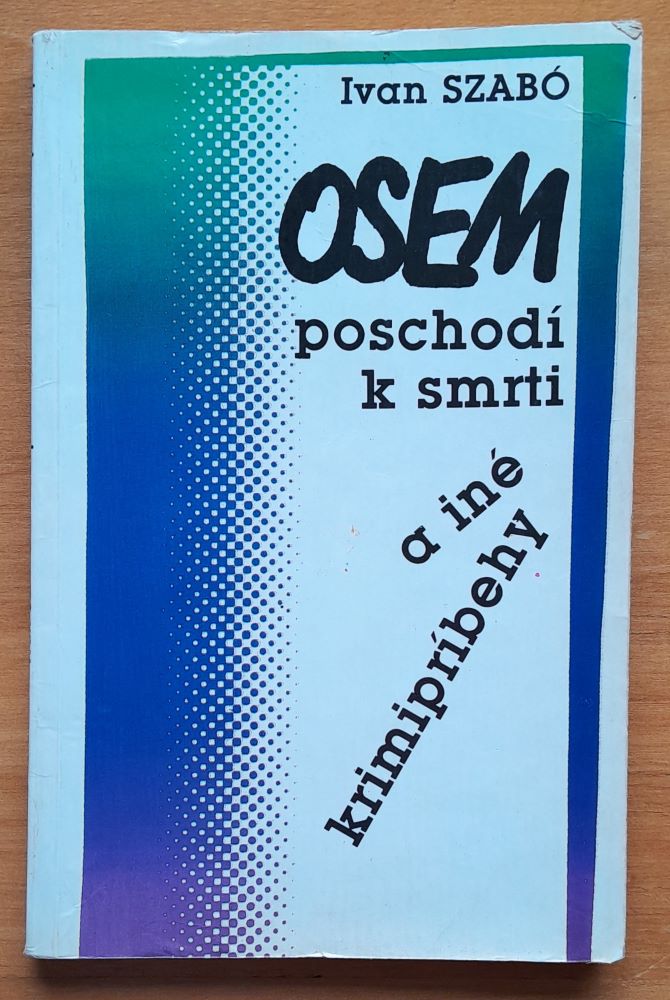 Ivan SZABÓ
OSEM
poschodí
k smrti
a iné
krimipríbehy